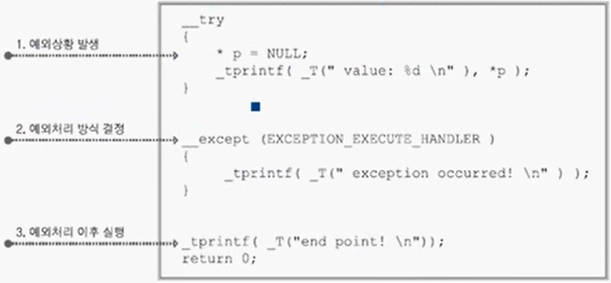 __try
{
1. 예외상황 발생
* p = NULL;
_tprintf( _T(" value: %d \n" ), *p );
}
2. 예외처리 방식 결정
__except (EXCEPTION_EXECUTE_HANDLER )
{
_tprintf( _T(" exception occurred! \n" ) );
}
3. 예외처리 이후 실행
_tprintf( _T("end point! \n"));
return 0;